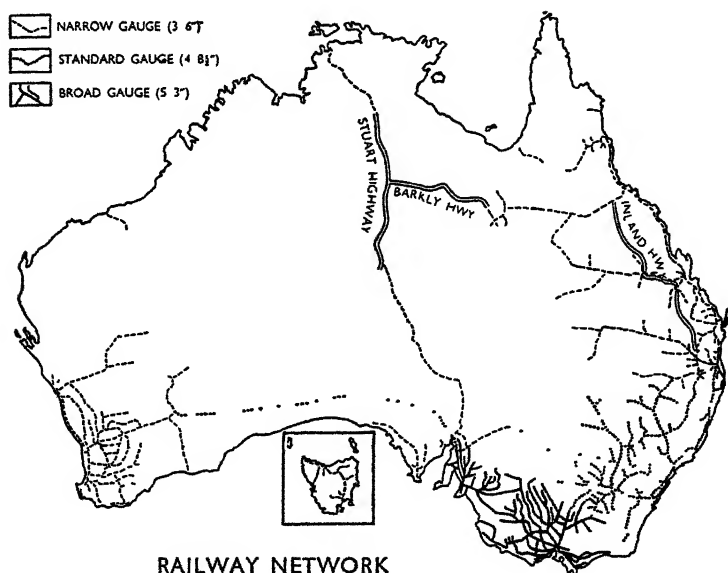 NARROW GAUGE (3 6")
STANDARD GAUGE (4 8½")
BROAD GAUGE (5 3")
STUART HIGHWAY
BARKLY HWY
INLAND HWY
RAILWAY NETWORK